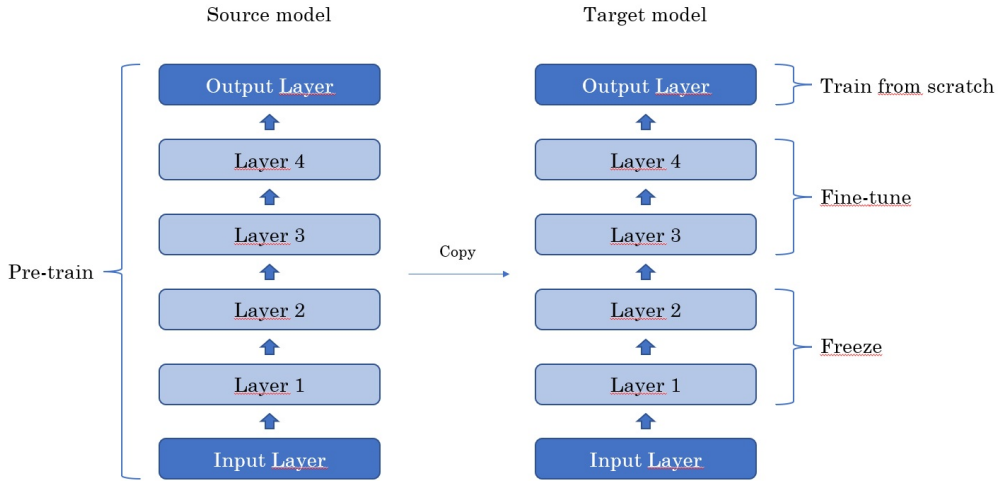 Source model
Target model
Output Layer
Output Layer
Train from scratch
Layer 4
Layer 4
Fine-tune
Layer 3
Layer 3
Copy
Pre-train
Layer 2
Layer 2
Freeze
Layer 1
Layer 1
Input Layer
Input Layer